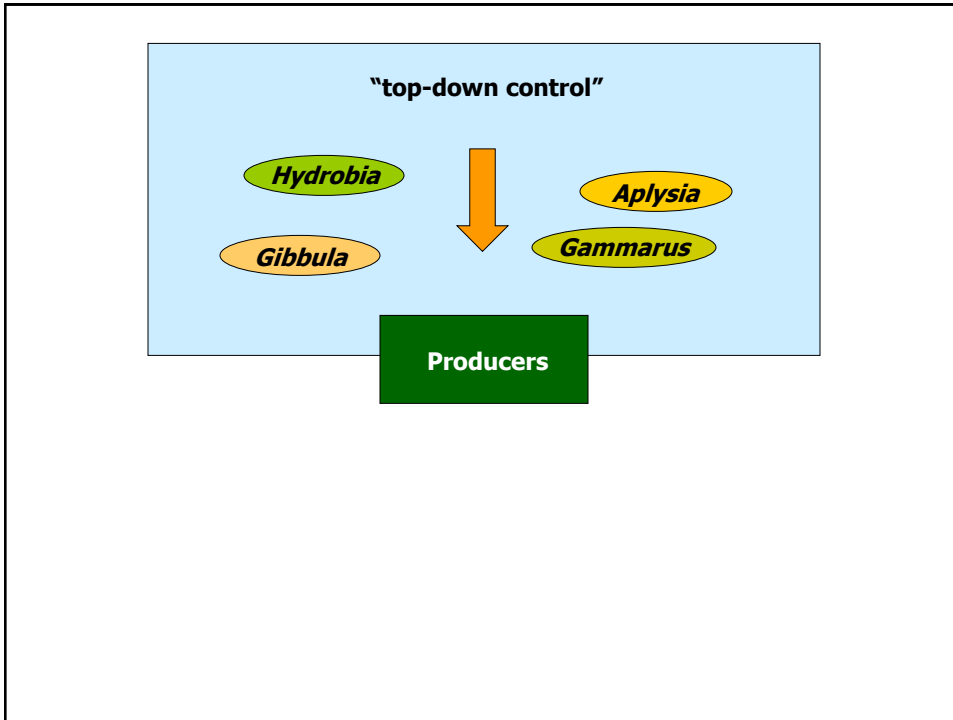 “top-down control”
Hydrobia
Aplysia
Gibbula
Gammarus
Producers